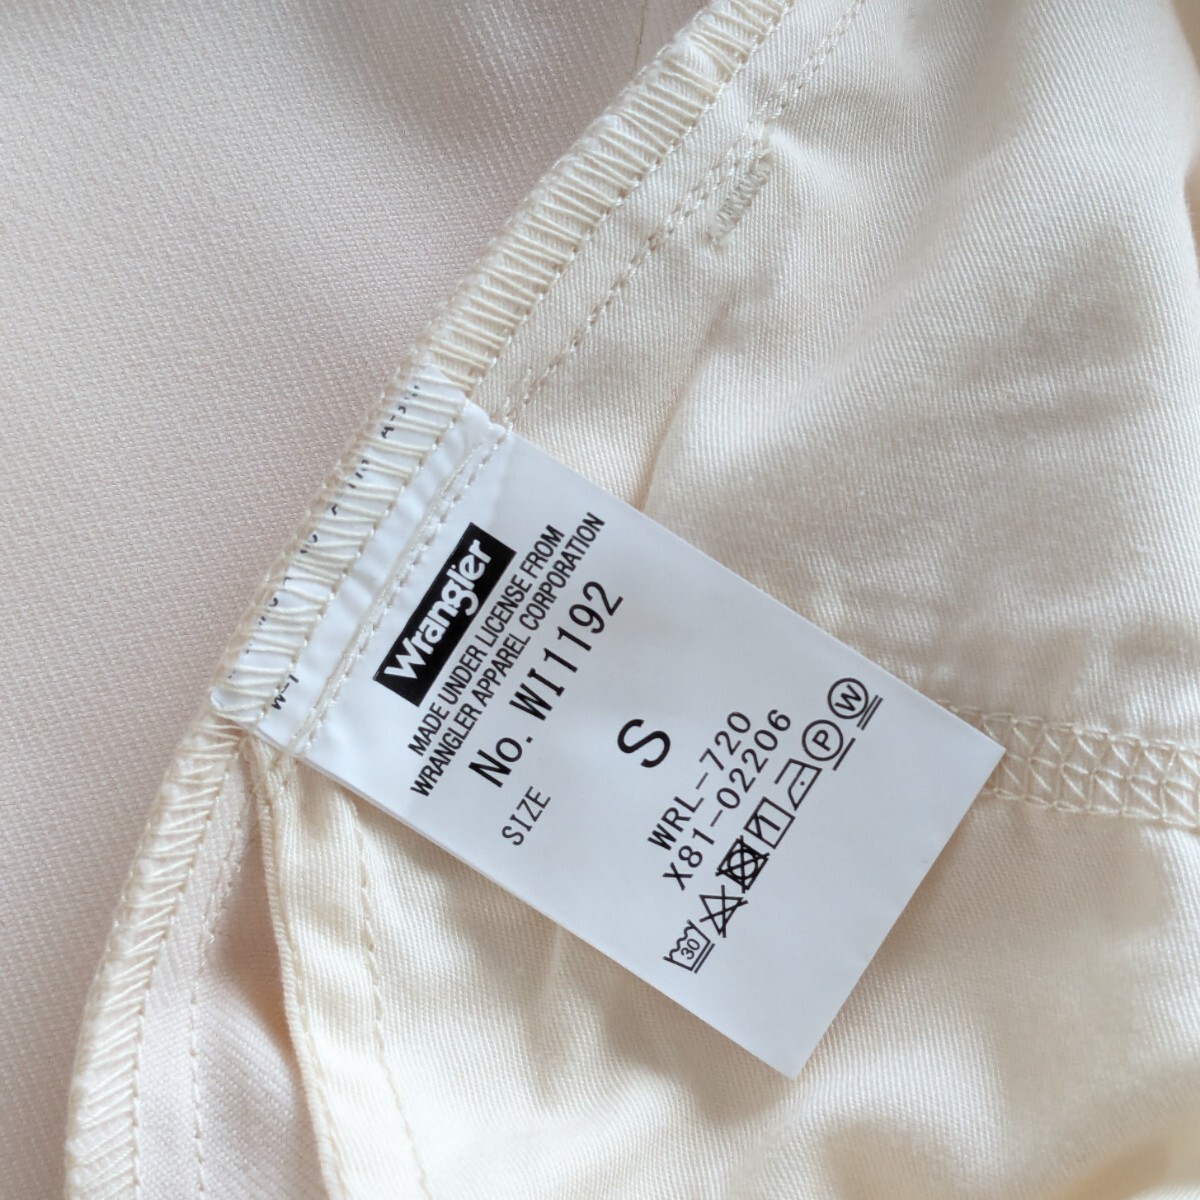 Wrangler
MADE UNDER LICENSE FROM
WRANGLER APPAREL CORPORATION
No. WI1192
SIZE
S
WRL-720
X81-02206
30
P
W